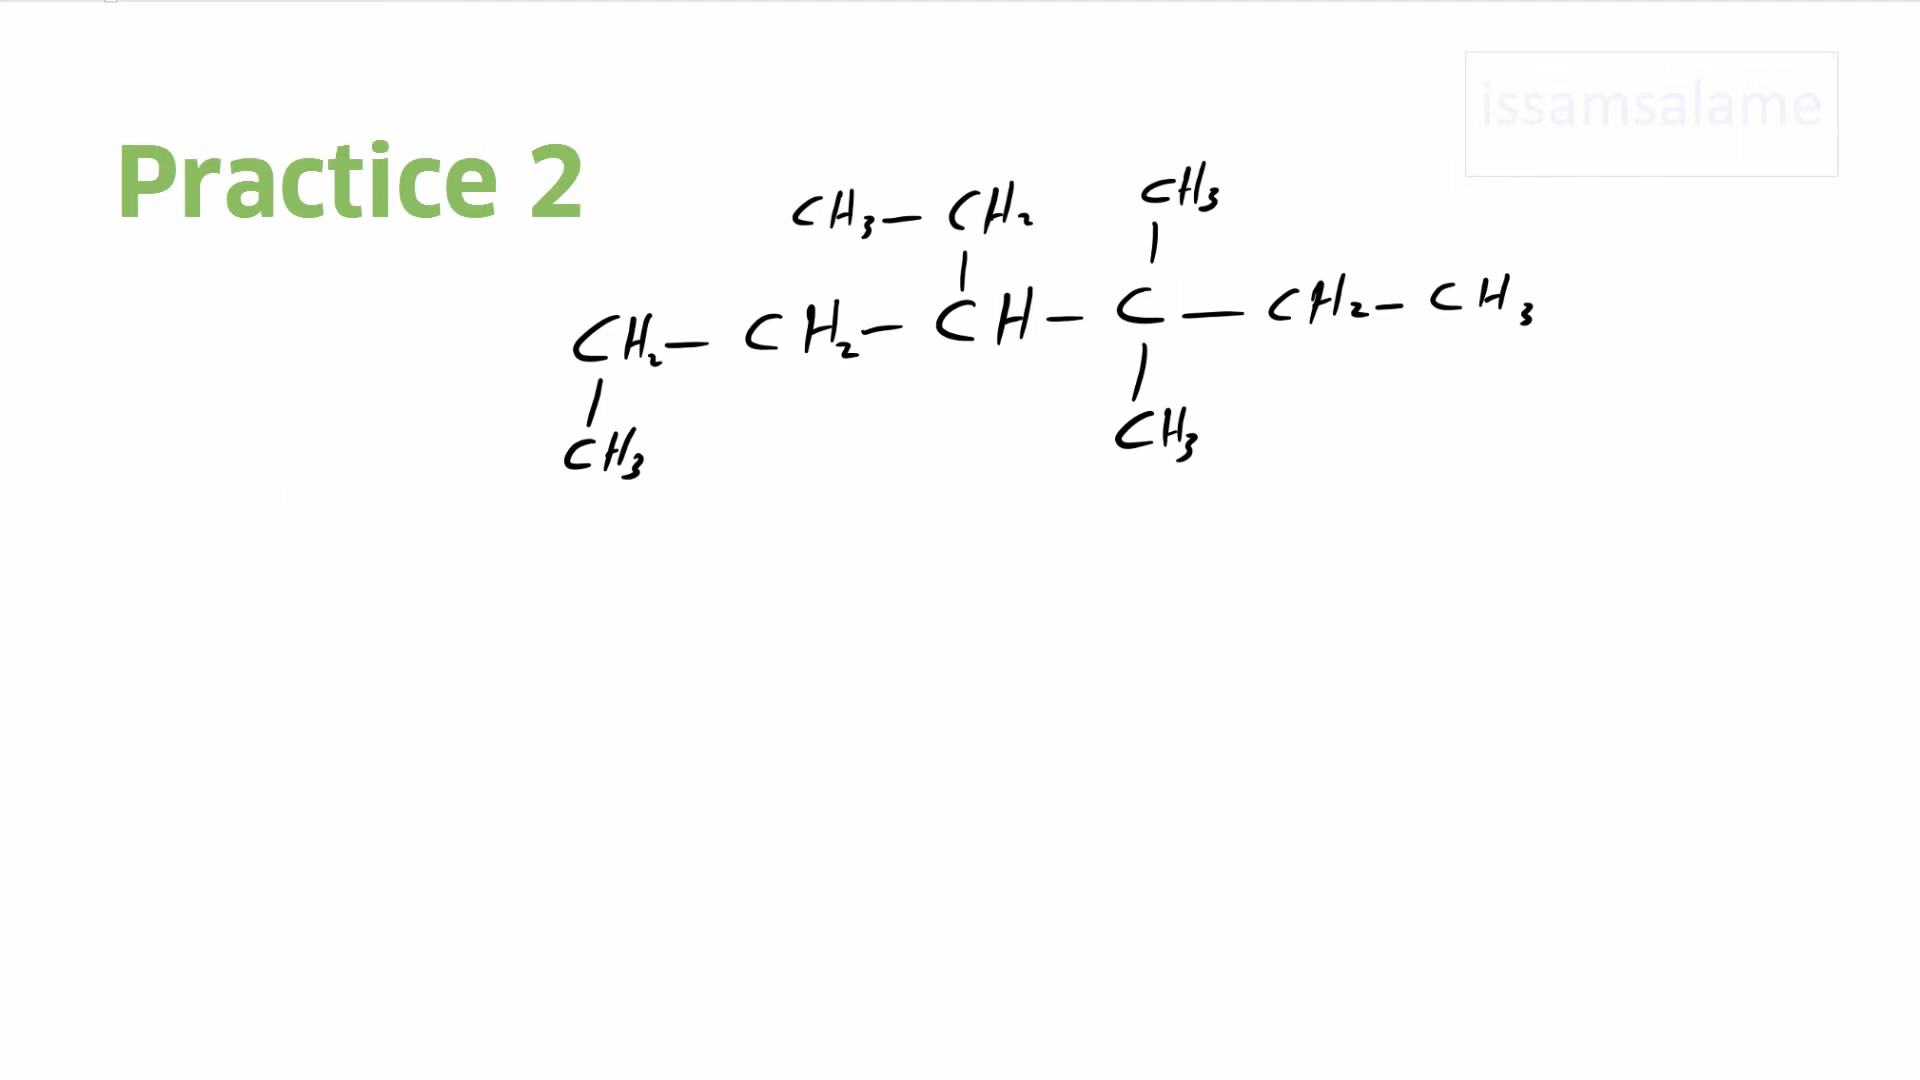 issamsalame
Practice 2
CH3
CH3— CH2
CH2— CH2— CH— C — CH2— CH3
CH3
CH3